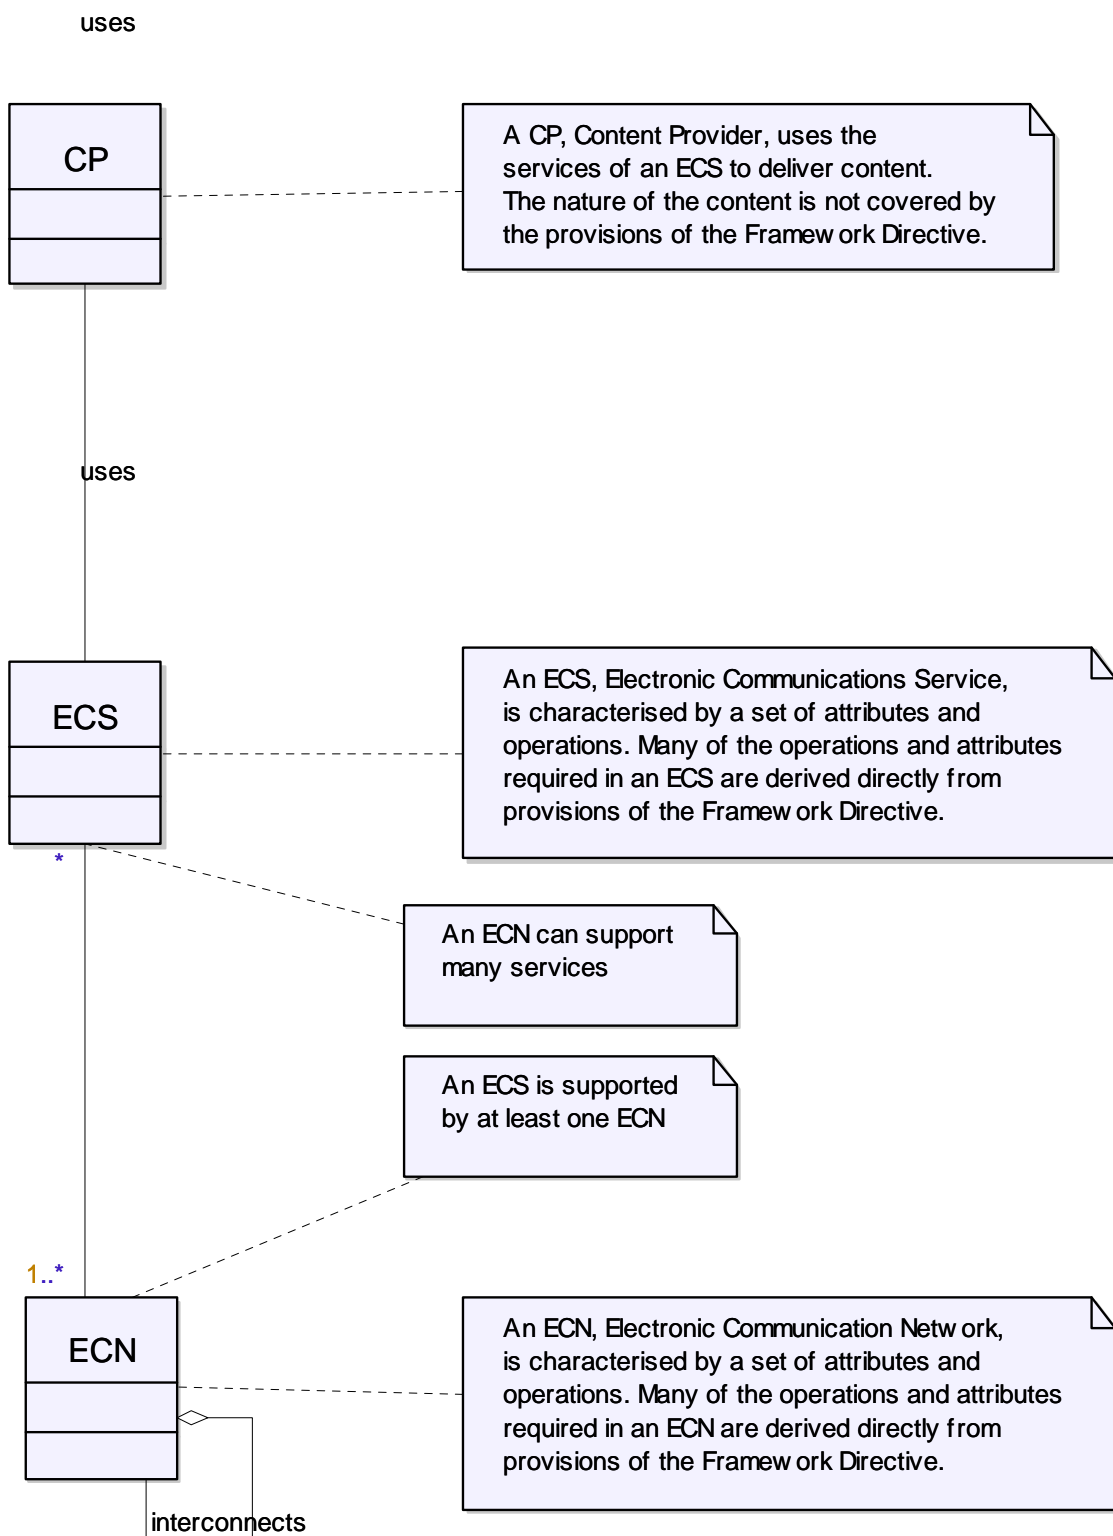 uses
CP
A CP, Content Provider, uses the
services of an ECS to deliver content.
The nature of the content is not covered by
the provisions of the Framework Directive.
uses
ECS
An ECS, Electronic Communications Service,
is characterised by a set of attributes and
operations. Many of the operations and attributes
required in an ECS are derived directly from
provisions of the Framework Directive.
*
An ECN can support
many services
An ECS is supported
by at least one ECN
1..*
ECN
An ECN, Electronic Communication Network,
is characterised by a set of attributes and
operations. Many of the operations and attributes
required in an ECN are derived directly from
provisions of the Framework Directive.
interconnects